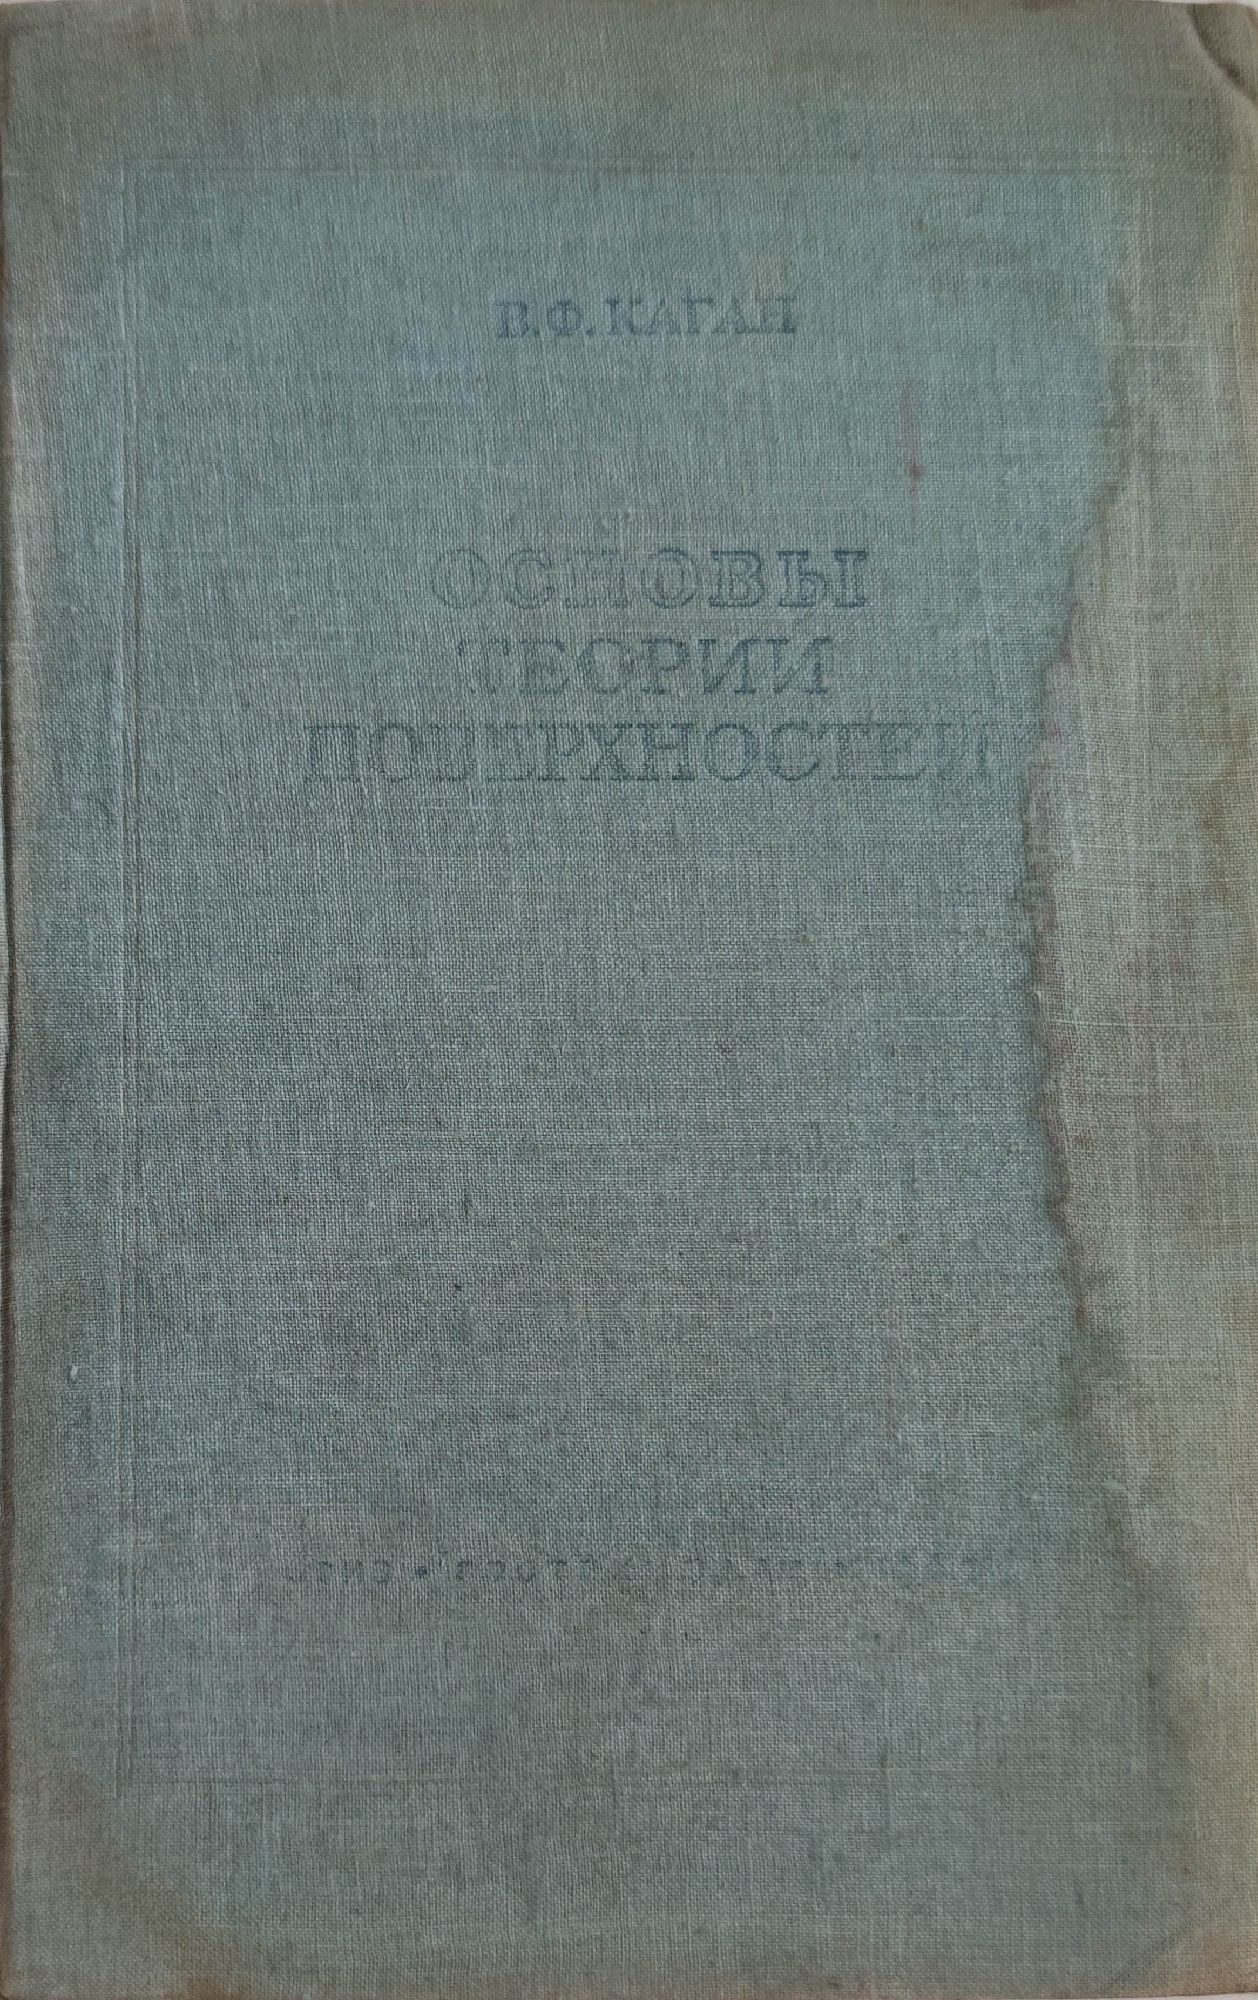 В. Ф. КАГАН
ОСНОВЫ
ТЕОРИИ
ПОВЕРХНОСТЕЙ